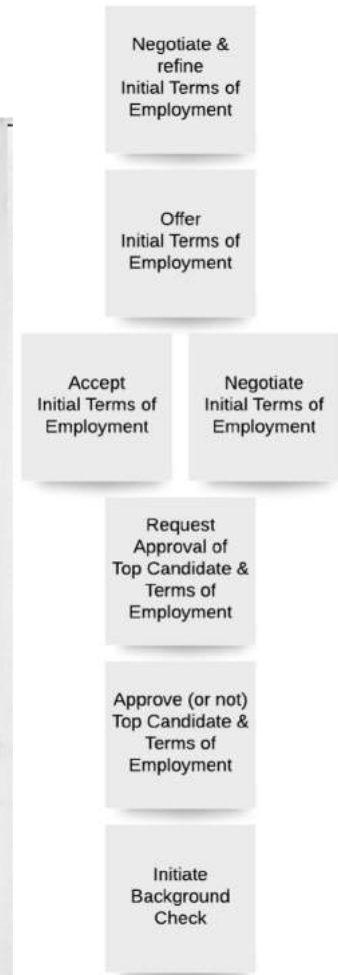 Negotiate &
refine
Initial Terms of
Employment
Offer
Initial Terms of
Employment
Accept
Initial Terms of
Employment
Negotiate
Initial Terms of
Employment
Request
Approval of
Top Candidate &
Terms of
Employment
Approve (or not)
Top Candidate &
Terms of
Employment
Initiate
Background
Check